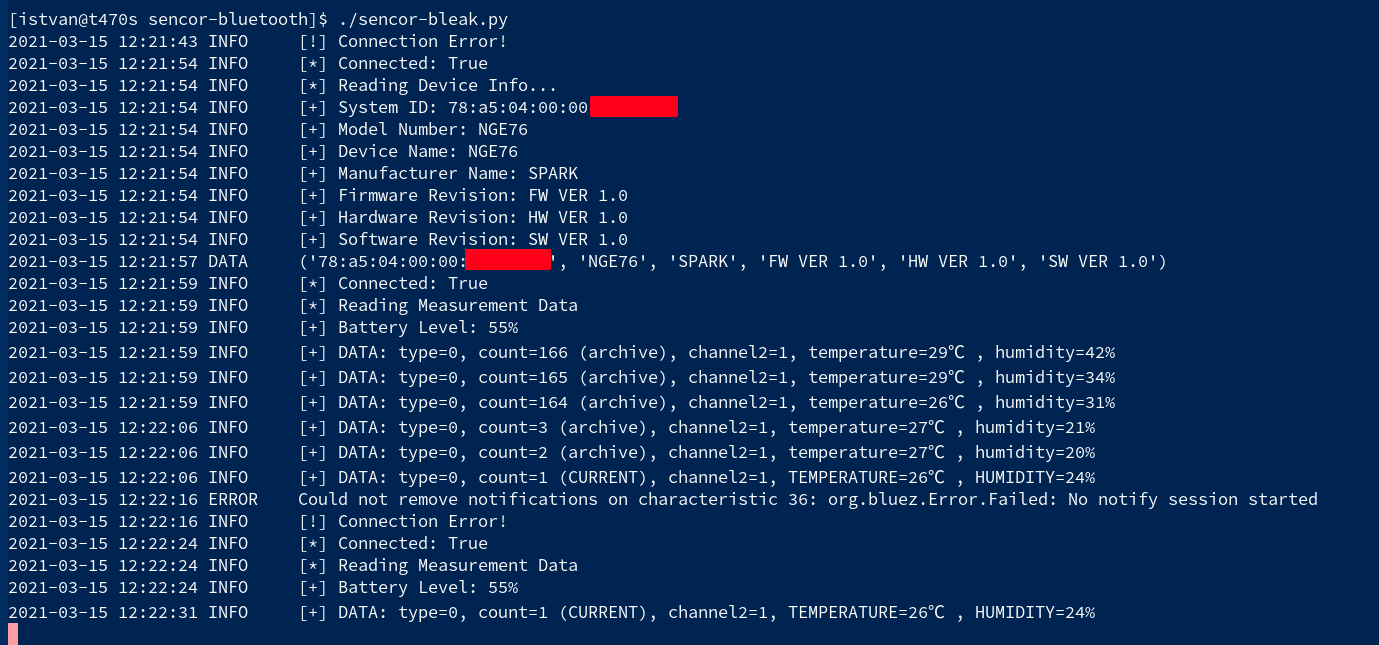 [istvan@t470s sencor-bluetooth]$ ./sencor-bleak.py
2021-03-15 12:21:43 INFO     [!] Connection Error!
2021-03-15 12:21:54 INFO     [*] Connected: True
2021-03-15 12:21:54 INFO     [*] Reading Device Info...
2021-03-15 12:21:54 INFO     [+] System ID: 78:a5:04:00:00
2021-03-15 12:21:54 INFO     [+] Model Number: NGE76
2021-03-15 12:21:54 INFO     [+] Device Name: NGE76
2021-03-15 12:21:54 INFO     [+] Manufacturer Name: SPARK
2021-03-15 12:21:54 INFO     [+] Firmware Revision: FW VER 1.0
2021-03-15 12:21:54 INFO     [+] Hardware Revision: HW VER 1.0
2021-03-15 12:21:54 INFO     [+] Software Revision: SW VER 1.0
2021-03-15 12:21:57 DATA     ('78:a5:04:00:00:', 'NGE76', 'SPARK', 'FW VER 1.0', 'HW VER 1.0', 'SW VER 1.0')
2021-03-15 12:21:59 INFO     [*] Connected: True
2021-03-15 12:21:59 INFO     [*] Reading Measurement Data
2021-03-15 12:21:59 INFO     [+] Battery Level: 55%
2021-03-15 12:21:59 INFO     [+] DATA: type=0, count=166 (archive), channel2=1, temperature=29℃ , humidity=42%
2021-03-15 12:21:59 INFO     [+] DATA: type=0, count=165 (archive), channel2=1, temperature=29℃ , humidity=34%
2021-03-15 12:21:59 INFO     [+] DATA: type=0, count=164 (archive), channel2=1, temperature=26℃ , humidity=31%
2021-03-15 12:22:06 INFO     [+] DATA: type=0, count=3 (archive), channel2=1, temperature=27℃ , humidity=21%
2021-03-15 12:22:06 INFO     [+] DATA: type=0, count=2 (archive), channel2=1, temperature=27℃ , humidity=20%
2021-03-15 12:22:06 INFO     [+] DATA: type=0, count=1 (CURRENT), channel2=1, TEMPERATURE=26℃ , HUMIDITY=24%
2021-03-15 12:22:16 ERROR    Could not remove notifications on characteristic 36: org.bluez.Error.Failed: No notify session started
2021-03-15 12:22:16 INFO     [!] Connection Error!
2021-03-15 12:22:24 INFO     [*] Connected: True
2021-03-15 12:22:24 INFO     [*] Reading Measurement Data
2021-03-15 12:22:24 INFO     [+] Battery Level: 55%
2021-03-15 12:22:31 INFO     [+] DATA: type=0, count=1 (CURRENT), channel2=1, TEMPERATURE=26℃ , HUMIDITY=24%